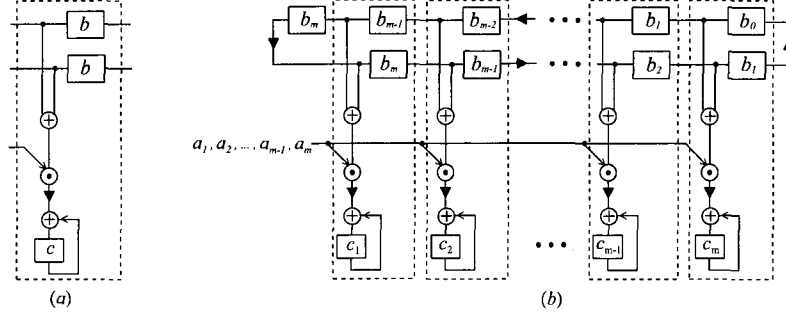 b
b
c
(a)
b_m b_{m-1} b_{m-2} b_1 b_0
b_m b_{m-1} b_2 b_1
a_1, a_2, ..., a_{m-1}, a_m
c_1 c_2 c_{m-1} c_m
(b)